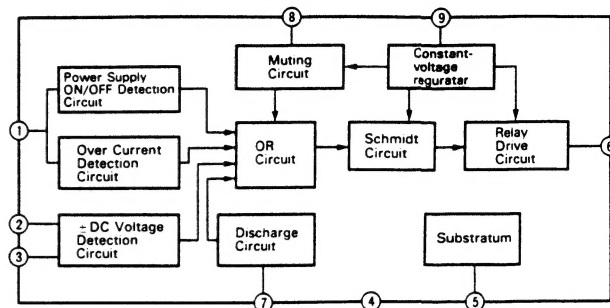 8
9
Muting
Circuit
Constant-
voltage
regurater
Power Supply
ON/OFF Detection
Circuit
1
Over Current
Detection
Circuit
OR
Circuit
Schmidt
Circuit
Relay
Drive
Circuit
6
2
3
±DC Voltage
Detection
Circuit
Discharge
Circuit
Substratum
7
4
5